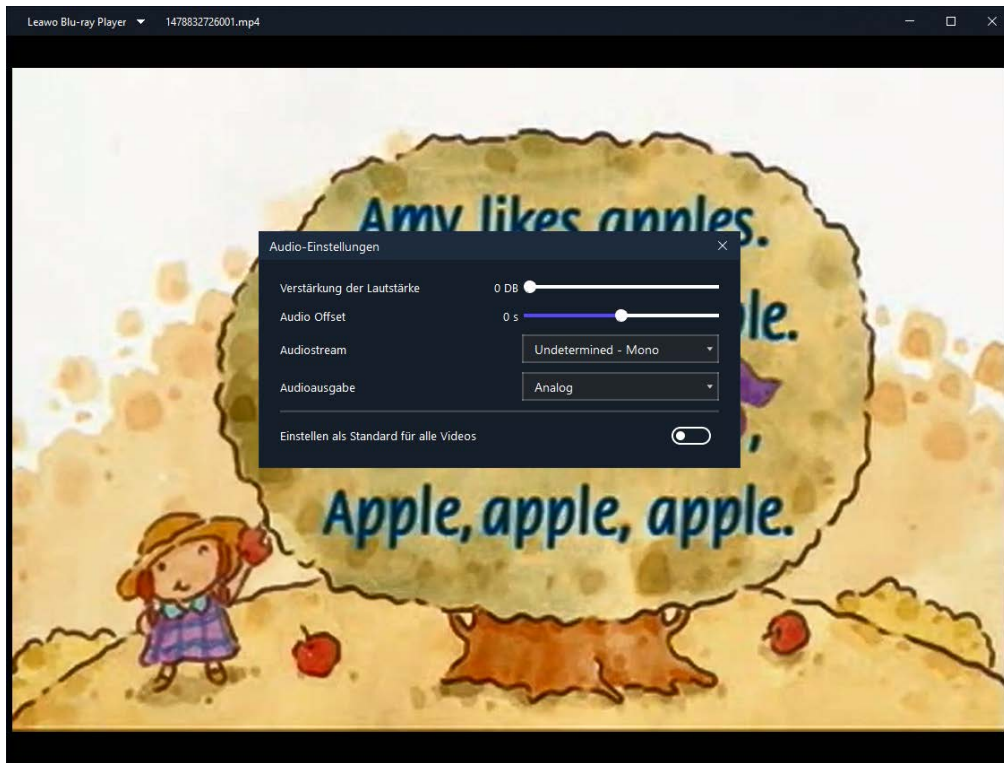 Leawo Blu-ray Player 1478832726001.mp4
Amy likes apples.
Audio-Einstellungen
Verstärkung der Lautstärke 0 DB
le.
Audio Offset 0 s
Audiostream Undetermined - Mono
Audioausgabe Analog
,
Einstellen als Standard für alle Videos
Apple, apple, apple.